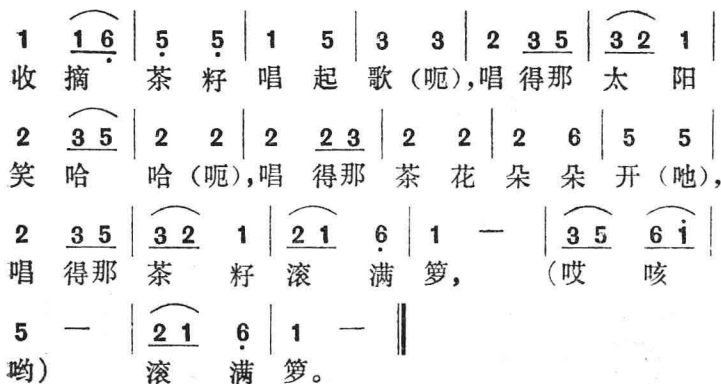 1 1 6 | 5 5 | 1 5 | 3 3 | 2 3 5 | 3 2 1 |
收 摘 茶 籽 唱 起 歌 (呃),唱 得那 太 阳
2 3 5 | 2 2 | 2 2 3 | 2 2 | 2 6 | 5 5 |
笑 哈 哈 (呃),唱 得那 茶 花 朵 朵 开 (吔),
2 3 5 | 3 2 1 | 2 1 6 | 1 — | 3 5 6 i |
唱 得那 茶 籽 滚 满 箩, (哎 咳
5 — | 2 1 6 | 1 — ‖
哟) 滚 满 箩。